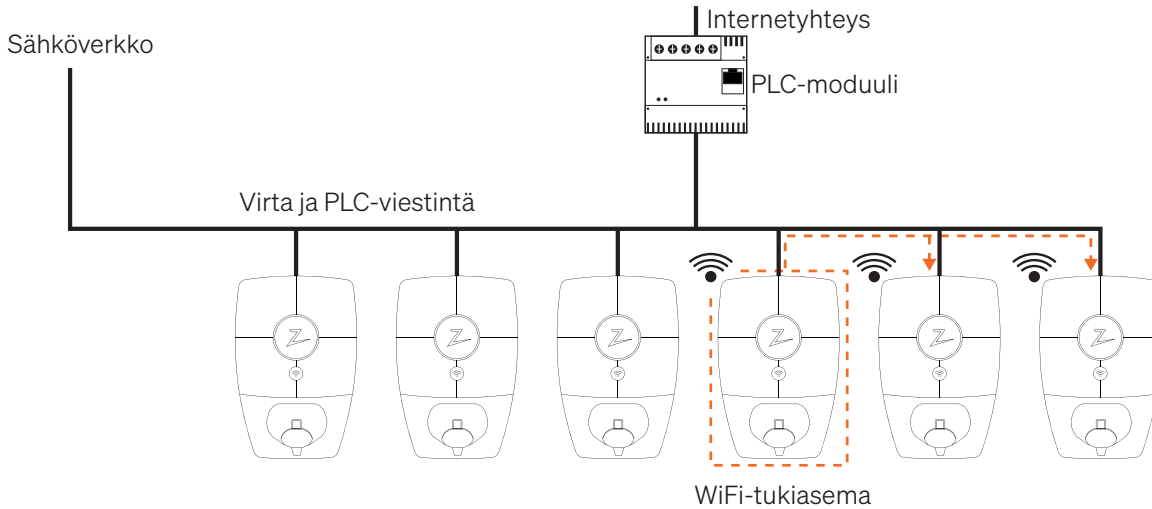 Internetyhteys
Sähköverkko
PLC-moduuli
Virta ja PLC-viestintä
WiFi-tukiasema